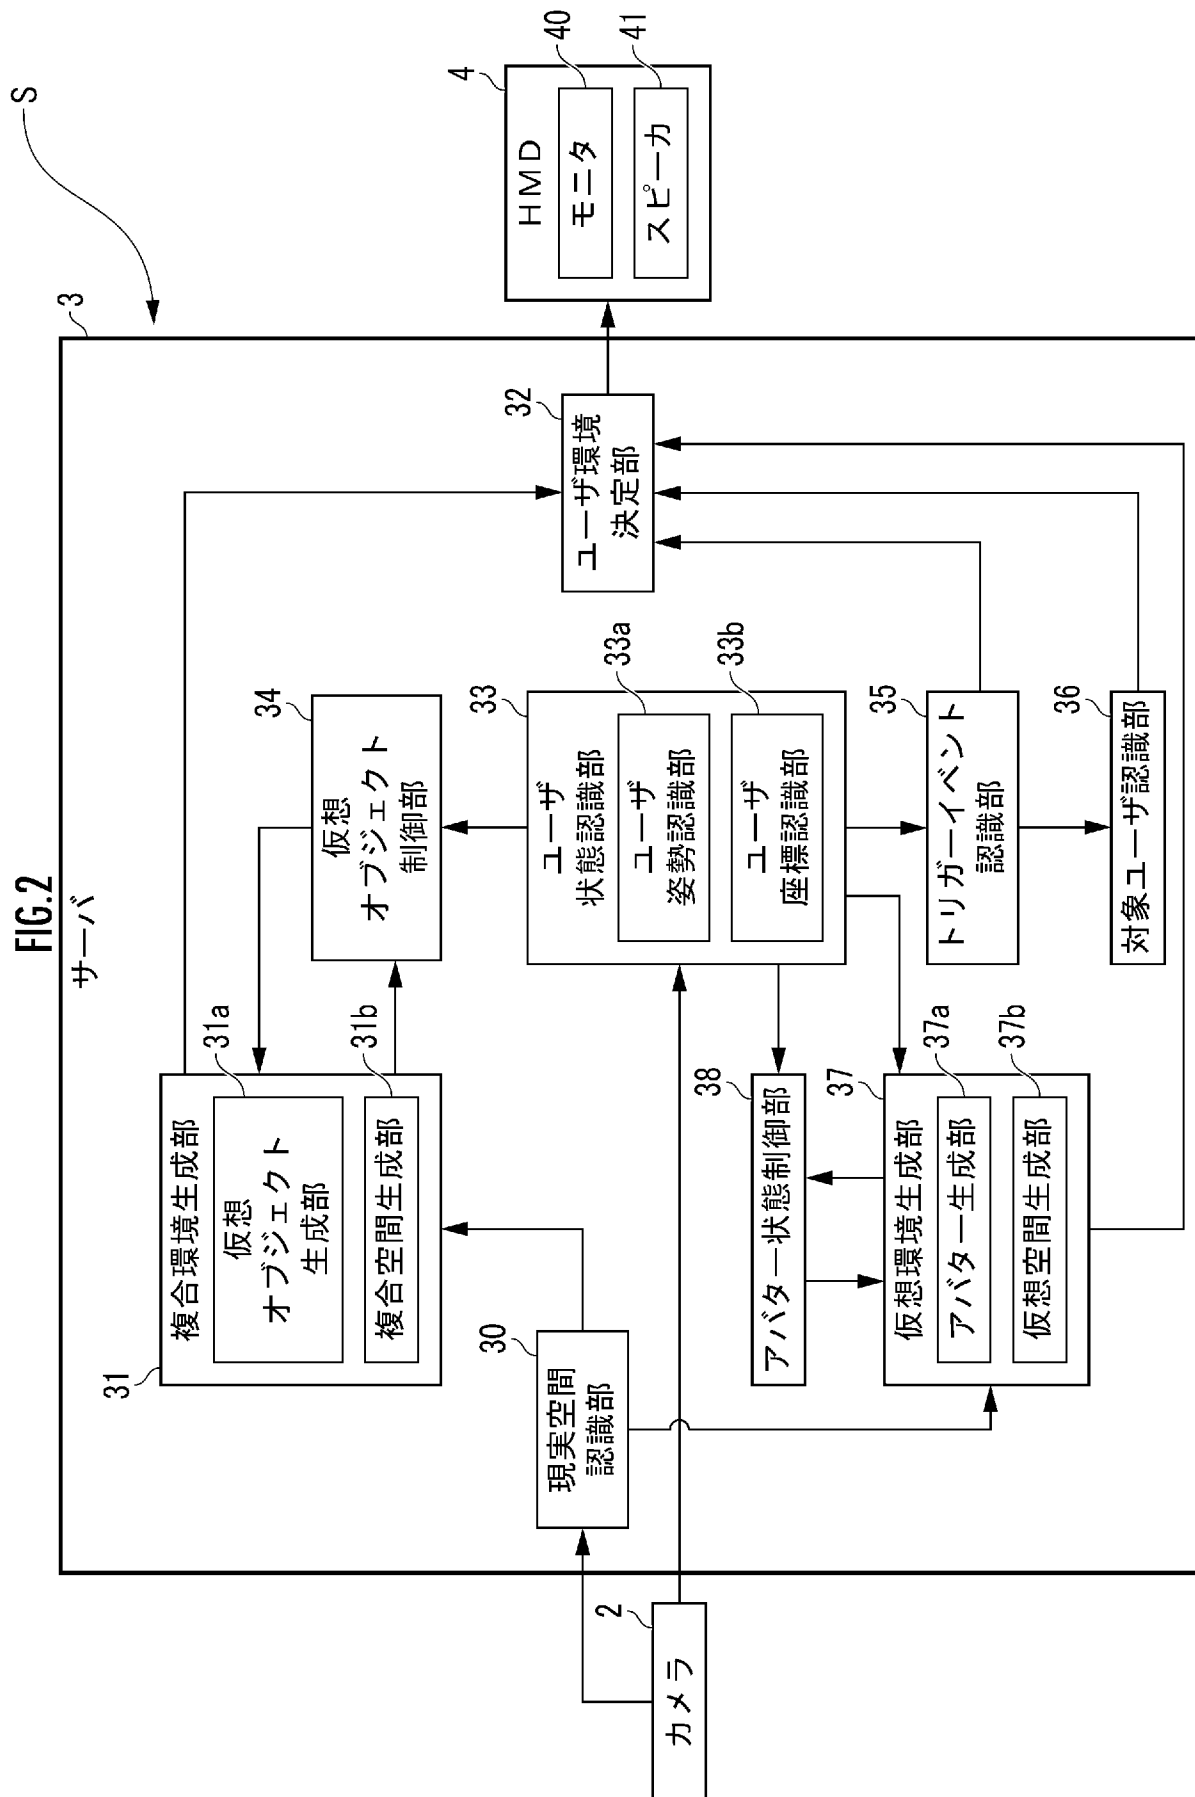 FIG.2
S
サーバ
3
複合環境生成部
31
仮想
オブジェクト
生成部
31a
複合空間生成部
31b
仮想
オブジェクト
制御部
34
ユーザ環境
決定部
32
HMD
4
モニタ
40
スピーカ
41
現実空間
認識部
30
ユーザ
状態認識部
33
ユーザ
姿勢認識部
33a
ユーザ
座標認識部
33b
カメラ
2
アバター状態制御部
38
仮想環境生成部
37
アバター生成部
37a
仮想空間生成部
37b
トリガーイベント
認識部
35
対象ユーザ認識部
36